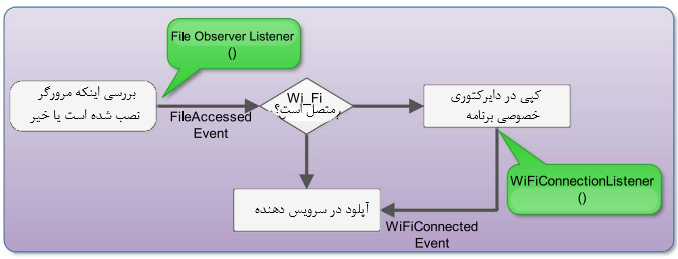 File Observer Listener
()
بررسی اینکه مرورگر
نصب شده است یا خیر
FileAccessed
Event
Wi_Fi
متصل است؟
کپی در دایرکتوری
خصوصی برنامه
WiFiConnectionListener
()
آپلود در سرویس دهنده
WiFiConnected
Event